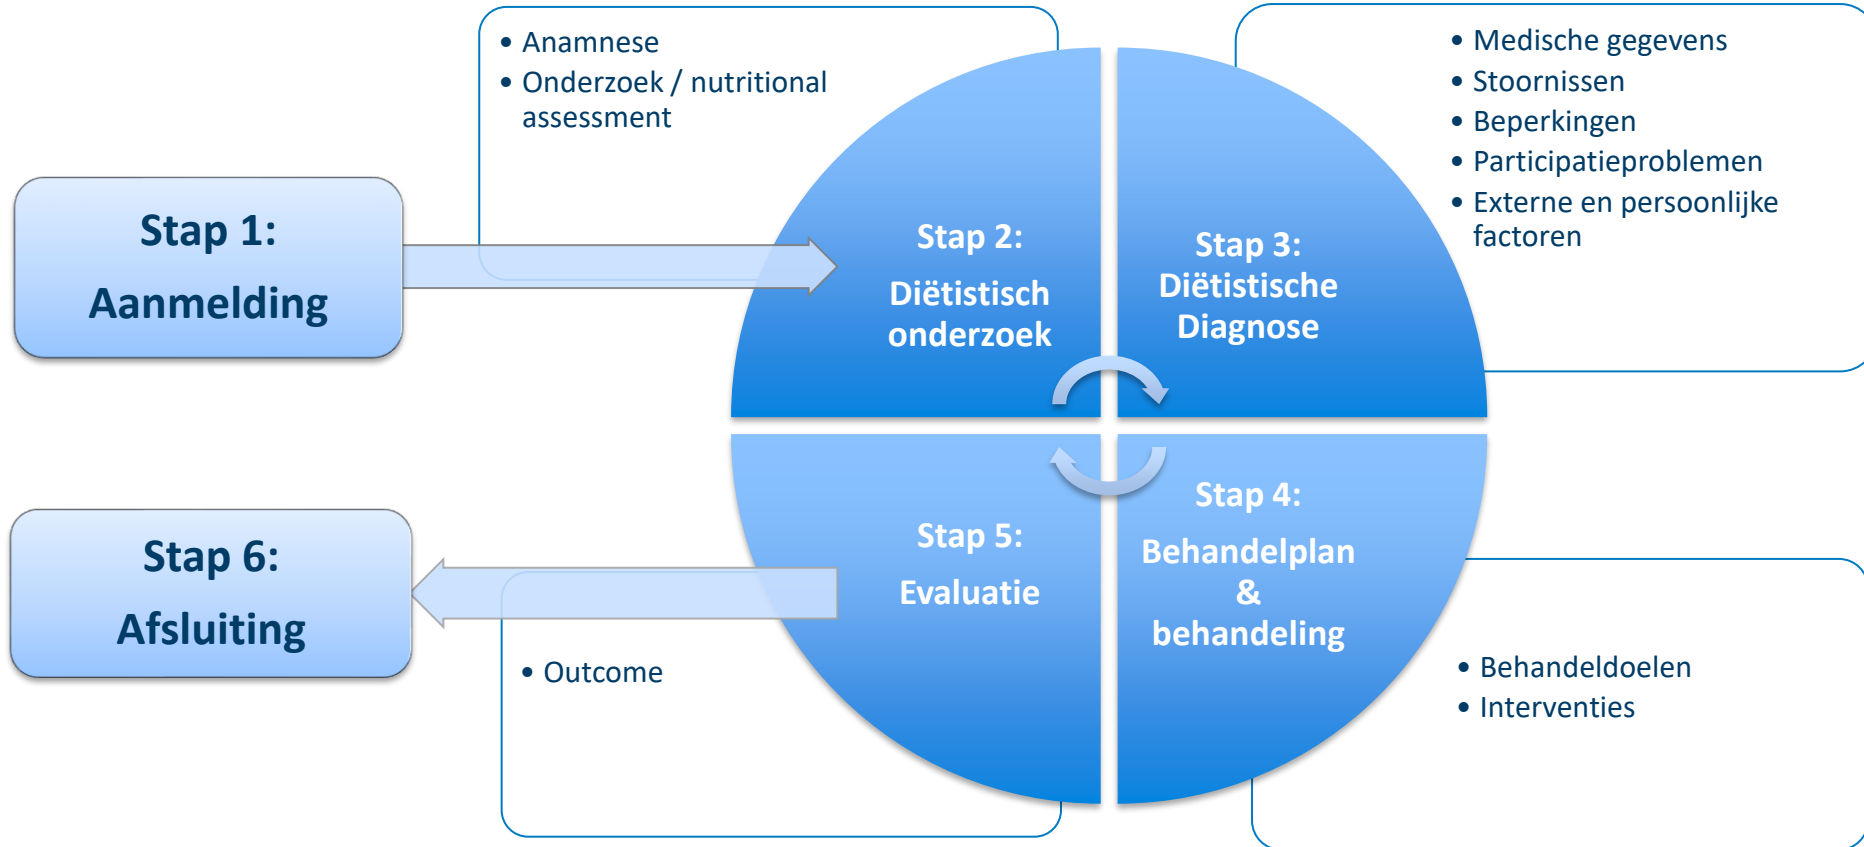 • Anamnese
• Onderzoek / nutritional
assessment
• Medische gegevens
• Stoornissen
• Beperkingen
• Participatieproblemen
• Externe en persoonlijke
factoren
Stap 1:
Aanmelding
Stap 2:
Diëtistisch
onderzoek
Stap 3:
Diëtistische
Diagnose
Stap 4:
Behandelplan
&
behandeling
Stap 5:
Evaluatie
Stap 6:
Afsluiting
• Outcome
• Behandeldoelen
• Interventies